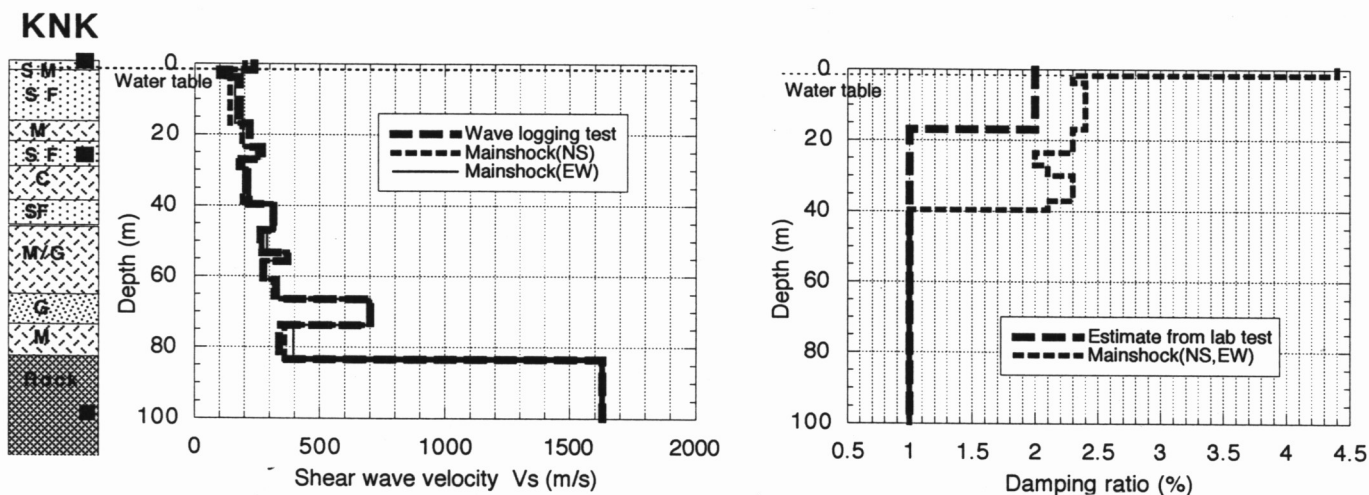 KNK
S M
S F
M
S F
C
SF
M/G
G
M
Rock
0
20
40
60
80
100
Depth (m)
Water table
Wave logging test
Mainshock(NS)
Mainshock(EW)
0
500
1000
1500
2000
Shear wave velocity Vs (m/s)
0
20
40
60
80
100
Depth (m)
Water table
Estimate from lab test
Mainshock(NS,EW)
0.5
1
1.5
2
2.5
3
3.5
4
4.5
Damping ratio (%)